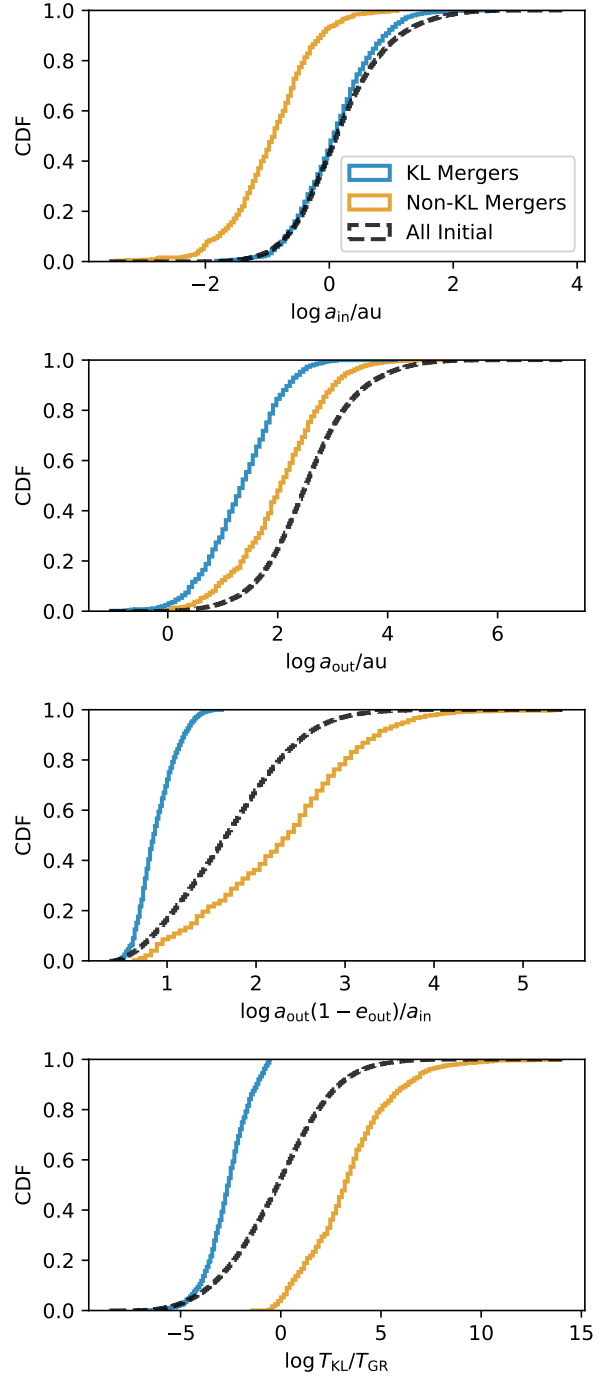 1.0
0.8
0.6
0.4
0.2
0.0
CDF
KL Mergers
Non-KL Mergers
All Initial
−2 0 2 4
log a_in/au
1.0
0.8
0.6
0.4
0.2
0.0
CDF
0 2 4 6
log a_out/au
1.0
0.8
0.6
0.4
0.2
0.0
CDF
1 2 3 4 5
log a_out(1 − e_out)/a_in
1.0
0.8
0.6
0.4
0.2
0.0
CDF
−5 0 5 10 15
log T_KL/T_GR